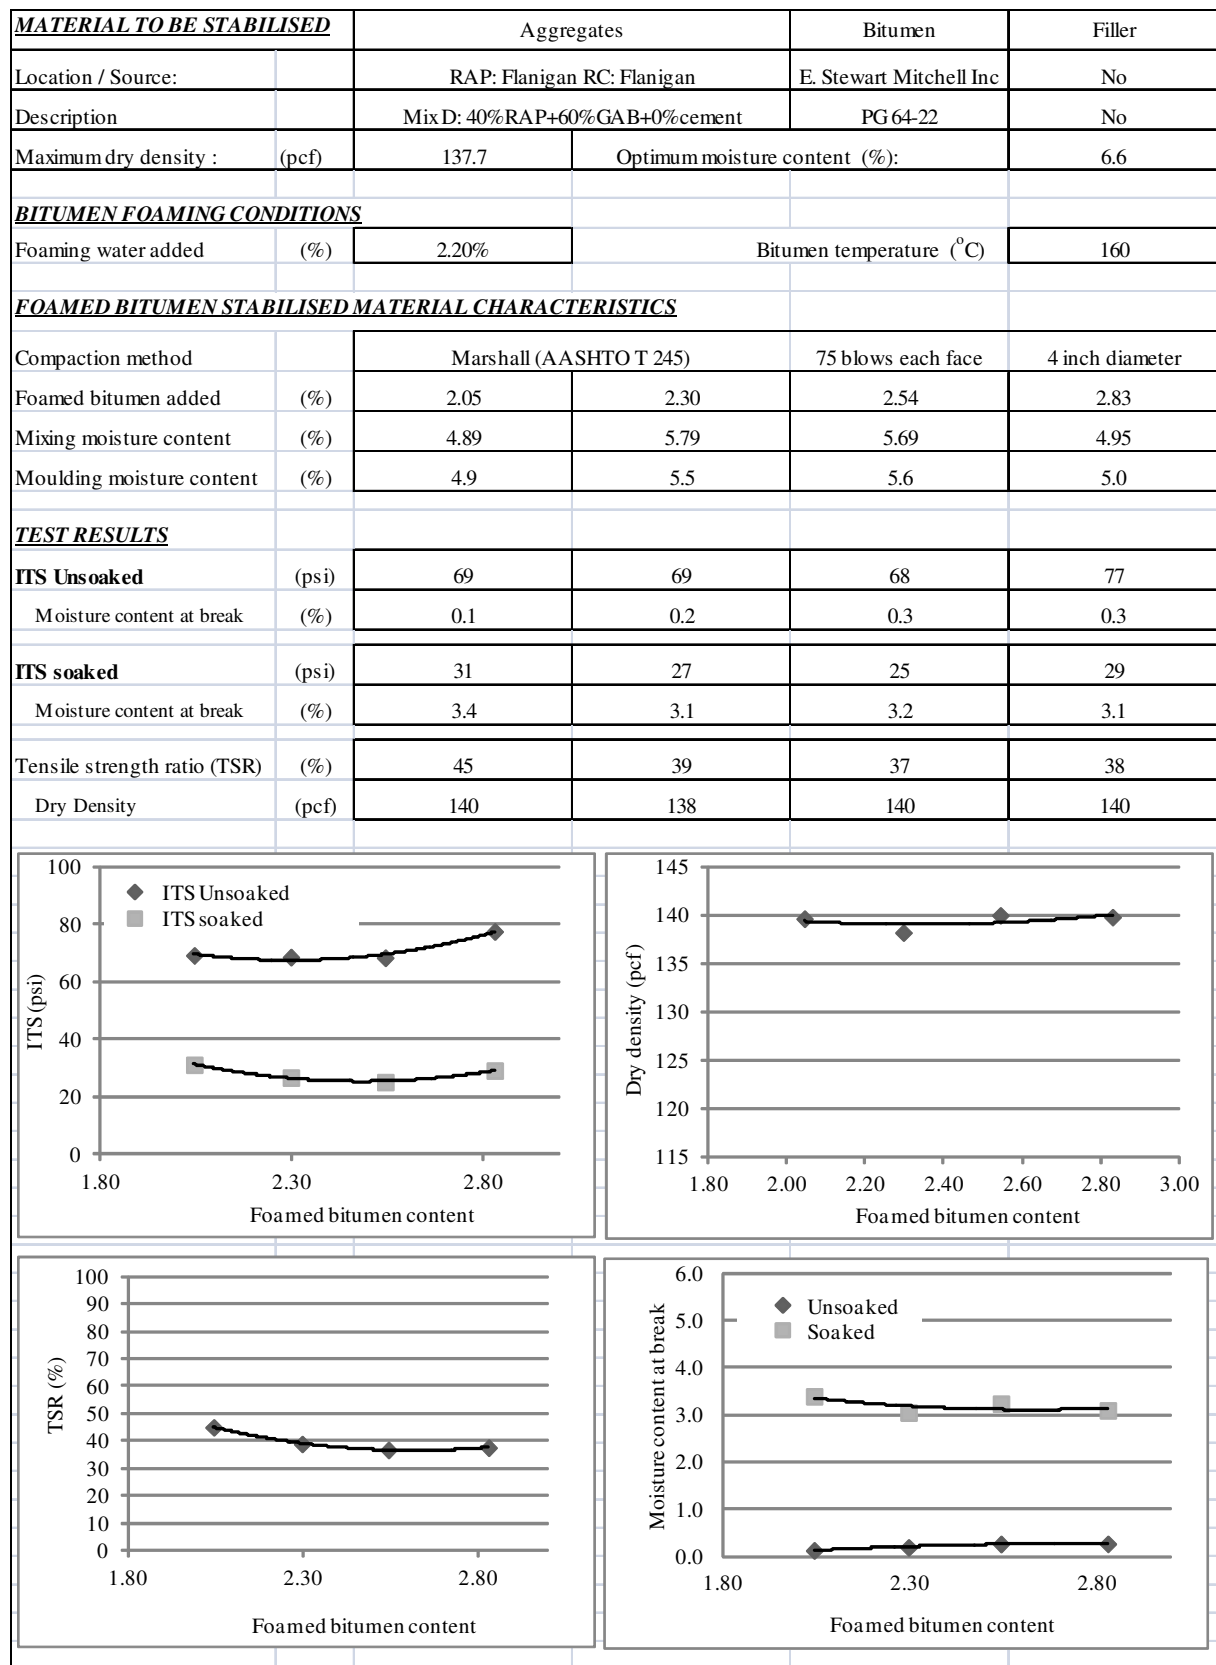 MATERIAL TO BE STABILISED Aggregates Bitumen Filler
Location / Source: RAP: Flanigan RC: Flanigan E. Stewart Mitchell Inc No
Description Mix D: 40%RAP+60%GAB+0%cement PG 64-22 No
Maximum dry density : (pcf) 137.7 Optimum moisture content (%): 6.6
BITUMEN FOAMING CONDITIONS
Foaming water added (%) 2.20% Bitumen temperature (°C) 160
FOAMED BITUMEN STABILISED MATERIAL CHARACTERISTICS
Compaction method Marshall (AASHTO T 245) 75 blows each face 4 inch diameter
Foamed bitumen added (%) 2.05 2.30 2.54 2.83
Mixing moisture content (%) 4.89 5.79 5.69 4.95
Moulding moisture content (%) 4.9 5.5 5.6 5.0
TEST RESULTS
ITS Unsoaked (psi) 69 69 68 77
Moisture content at break (%) 0.1 0.2 0.3 0.3
ITS soaked (psi) 31 27 25 29
Moisture content at break (%) 3.4 3.1 3.2 3.1
Tensile strength ratio (TSR) (%) 45 39 37 38
Dry Density (pcf) 140 138 140 140
ITS (psi)
100
80
60
40
20
0
ITS Unsoaked
ITS soaked
1.80 2.30 2.80
Foamed bitumen content
Dry density (pcf)
145
140
135
130
125
120
115
1.80 2.00 2.20 2.40 2.60 2.80 3.00
Foamed bitumen content
TSR (%)
100
90
80
70
60
50
40
30
20
10
0
1.80 2.30 2.80
Foamed bitumen content
Moisture content at break
6.0
5.0
4.0
3.0
2.0
1.0
0.0
Unsoaked
Soaked
1.80 2.30 2.80
Foamed bitumen content